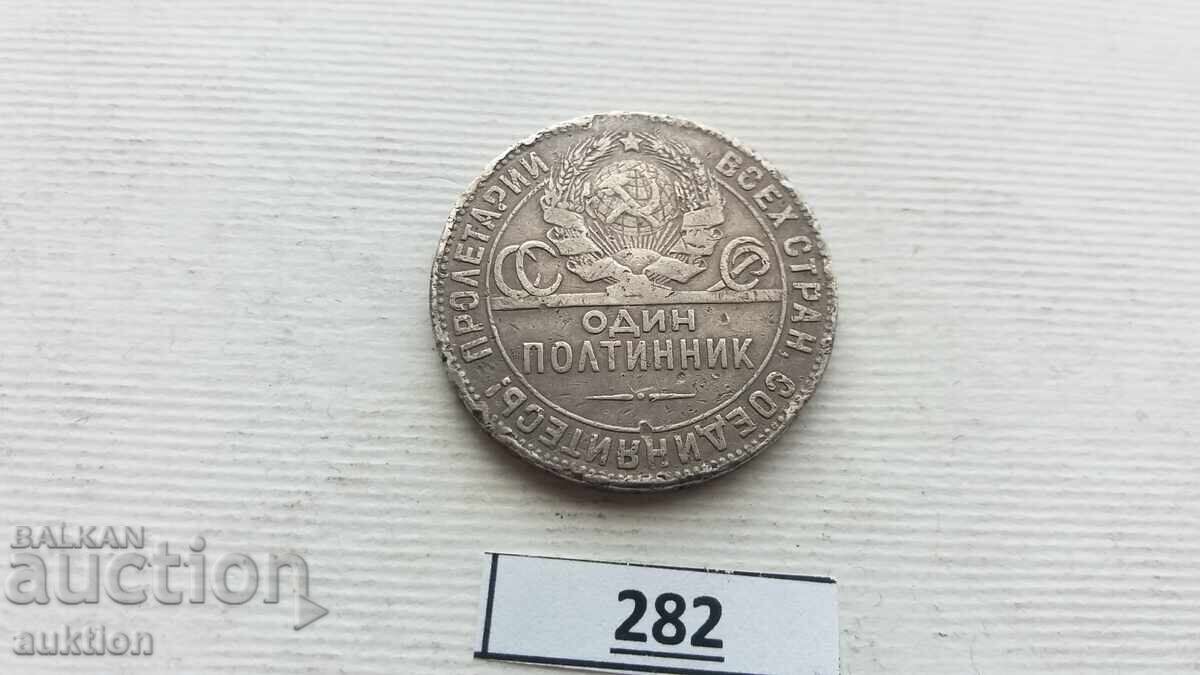 ПРОЛЕТАРИИ ВСЕХ СТРАН, СОЕДИНЯЙТЕСЬ!
СС СР
ОДИН
ПОЛТИННИК
282
BALKAN
auction
auktion